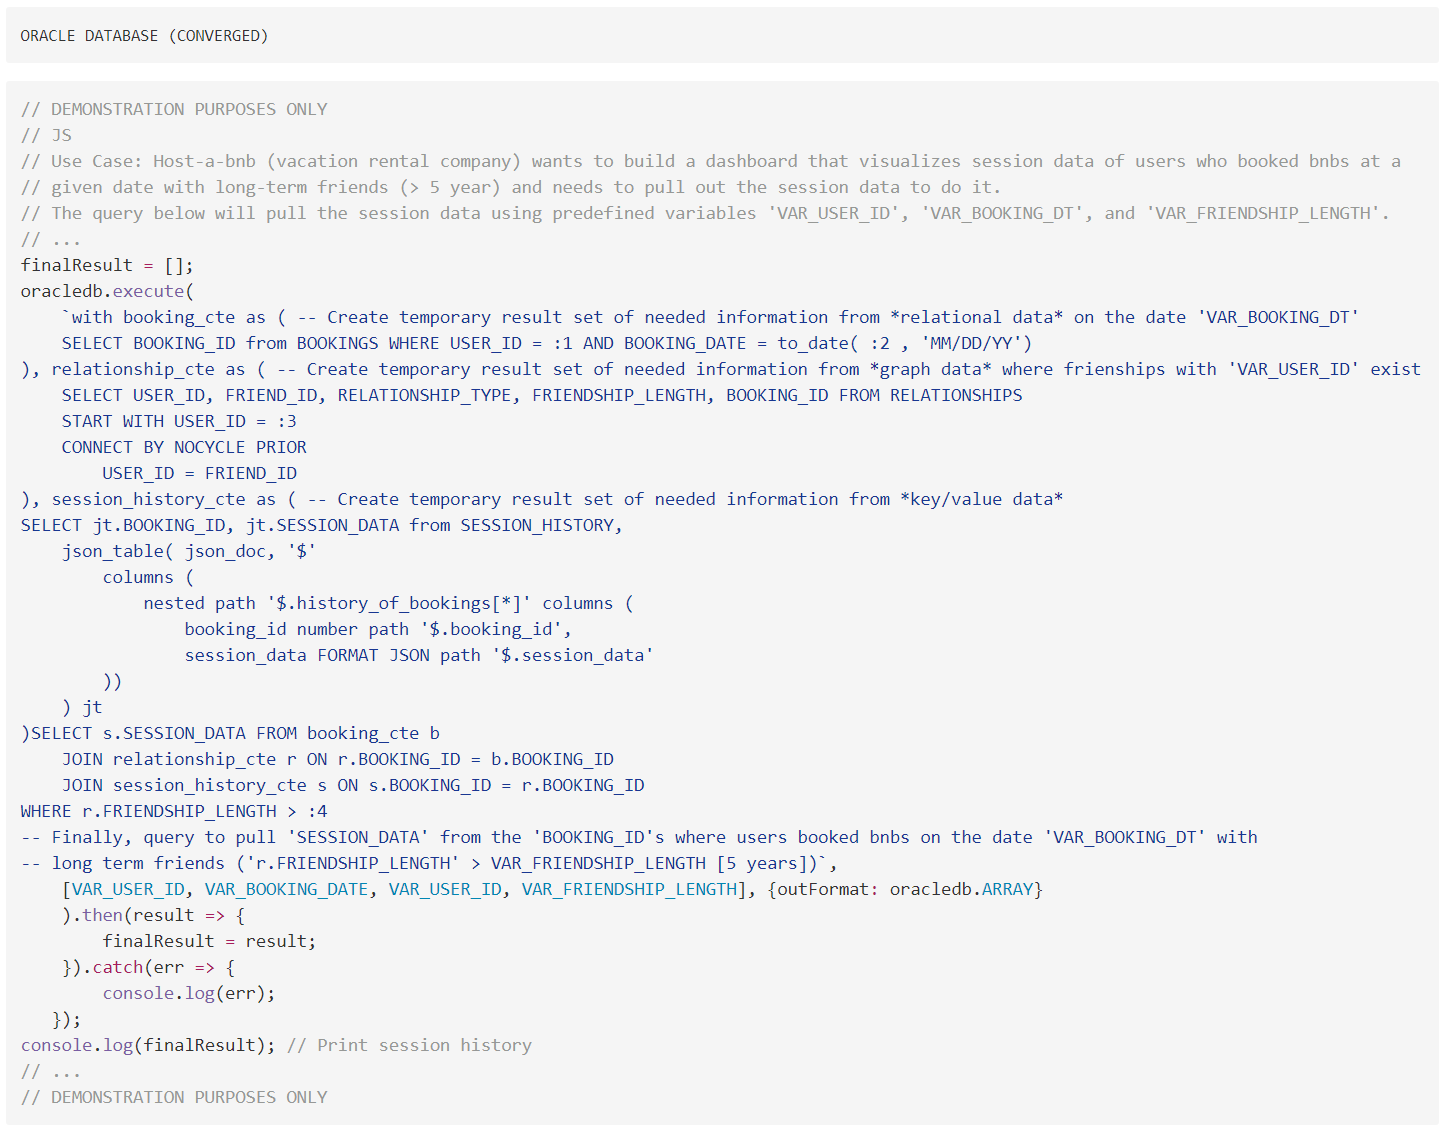 ORACLE DATABASE (CONVERGED)
// DEMONSTRATION PURPOSES ONLY
// JS
// Use Case: Host-a-bnb (vacation rental company) wants to build a dashboard that visualizes session data of users who booked bnbs at a
// given date with long-term friends (> 5 year) and needs to pull out the session data to do it.
// The query below will pull the session data using predefined variables 'VAR_USER_ID', 'VAR_BOOKING_DT', and 'VAR_FRIENDSHIP_LENGTH'.
// ...
finalResult = [];
oracledb.execute(
    `with booking_cte as ( -- Create temporary result set of needed information from *relational data* on the date 'VAR_BOOKING_DT'
    SELECT BOOKING_ID from BOOKINGS WHERE USER_ID = :1 AND BOOKING_DATE = to_date( :2 , 'MM/DD/YY')
), relationship_cte as ( -- Create temporary result set of needed information from *graph data* where frienships with 'VAR_USER_ID' exist
    SELECT USER_ID, FRIEND_ID, RELATIONSHIP_TYPE, FRIENDSHIP_LENGTH, BOOKING_ID FROM RELATIONSHIPS
    START WITH USER_ID = :3
    CONNECT BY NOCYCLE PRIOR
        USER_ID = FRIEND_ID
), session_history_cte as ( -- Create temporary result set of needed information from *key/value data*
SELECT jt.BOOKING_ID, jt.SESSION_DATA from SESSION_HISTORY,
    json_table( json_doc, '$'
        columns (
            nested path '$.history_of_bookings[*]' columns (
                booking_id number path '$.booking_id',
                session_data FORMAT JSON path '$.session_data'
        ))
    ) jt
)SELECT s.SESSION_DATA FROM booking_cte b
    JOIN relationship_cte r ON r.BOOKING_ID = b.BOOKING_ID
    JOIN session_history_cte s ON s.BOOKING_ID = r.BOOKING_ID
WHERE r.FRIENDSHIP_LENGTH > :4
-- Finally, query to pull 'SESSION_DATA' from the 'BOOKING_ID's where users booked bnbs on the date 'VAR_BOOKING_DT' with
-- long term friends ('r.FRIENDSHIP_LENGTH' > VAR_FRIENDSHIP_LENGTH [5 years])`,
    [VAR_USER_ID, VAR_BOOKING_DATE, VAR_USER_ID, VAR_FRIENDSHIP_LENGTH], {outFormat: oracledb.ARRAY}
    ).then(result => {
        finalResult = result;
    }).catch(err => {
        console.log(err);
   });
console.log(finalResult); // Print session history
// ...
// DEMONSTRATION PURPOSES ONLY